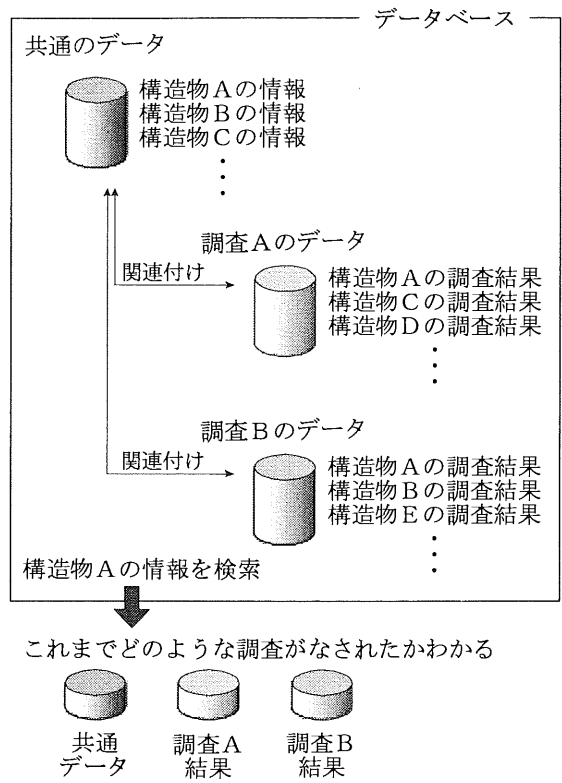 データベース
共通のデータ
構造物Aの情報
構造物Bの情報
構造物Cの情報
・
・
・
調査Aのデータ
関連付け
構造物Aの調査結果
構造物Cの調査結果
構造物Dの調査結果
・
・
・
調査Bのデータ
関連付け
構造物Aの調査結果
構造物Bの調査結果
構造物Eの調査結果
・
・
・
構造物Aの情報を検索
これまでどのような調査がなされたかわかる
共通
データ
調査A
結果
調査B
結果